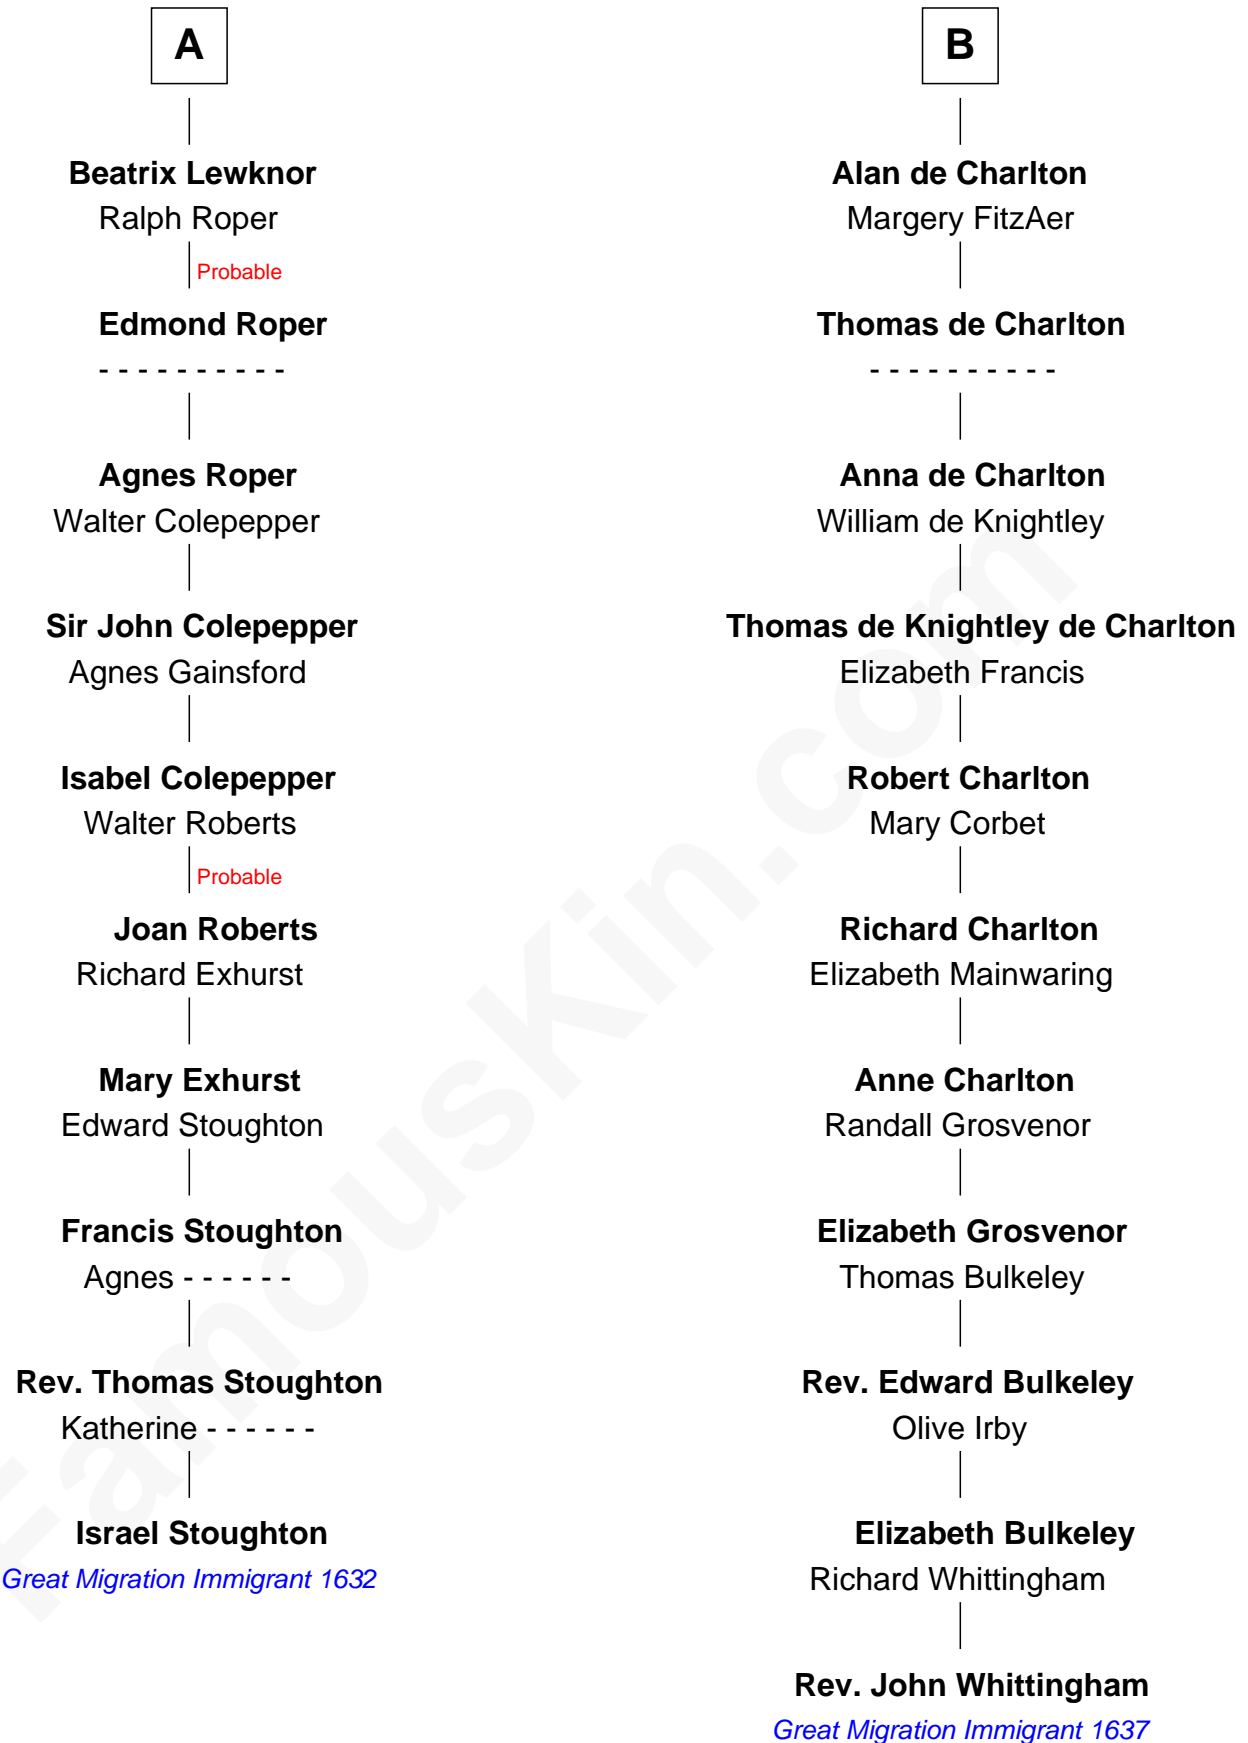 A
Beatrix Lewknor
Ralph Roper
Probable
Edmond Roper
- - - - - - - - - -
Agnes Roper
Walter Colepepper
Sir John Colepepper
Agnes Gainsford
Isabel Colepepper
Walter Roberts
Probable
Joan Roberts
Richard Exhurst
Mary Exhurst
Edward Stoughton
Francis Stoughton
Agnes - - - - - -
Rev. Thomas Stoughton
Katherine - - - - - -
Israel Stoughton
Great Migration Immigrant 1632
B
Alan de Charlton
Margery FitzAer
Thomas de Charlton
- - - - - - - - - -
Anna de Charlton
William de Knightley
Thomas de Knightley de Charlton
Elizabeth Francis
Robert Charlton
Mary Corbet
Richard Charlton
Elizabeth Mainwaring
Anne Charlton
Randall Grosvenor
Elizabeth Grosvenor
Thomas Bulkeley
Rev. Edward Bulkeley
Olive Irby
Elizabeth Bulkeley
Richard Whittingham
Rev. John Whittingham
Great Migration Immigrant 1637
FamousKin.com